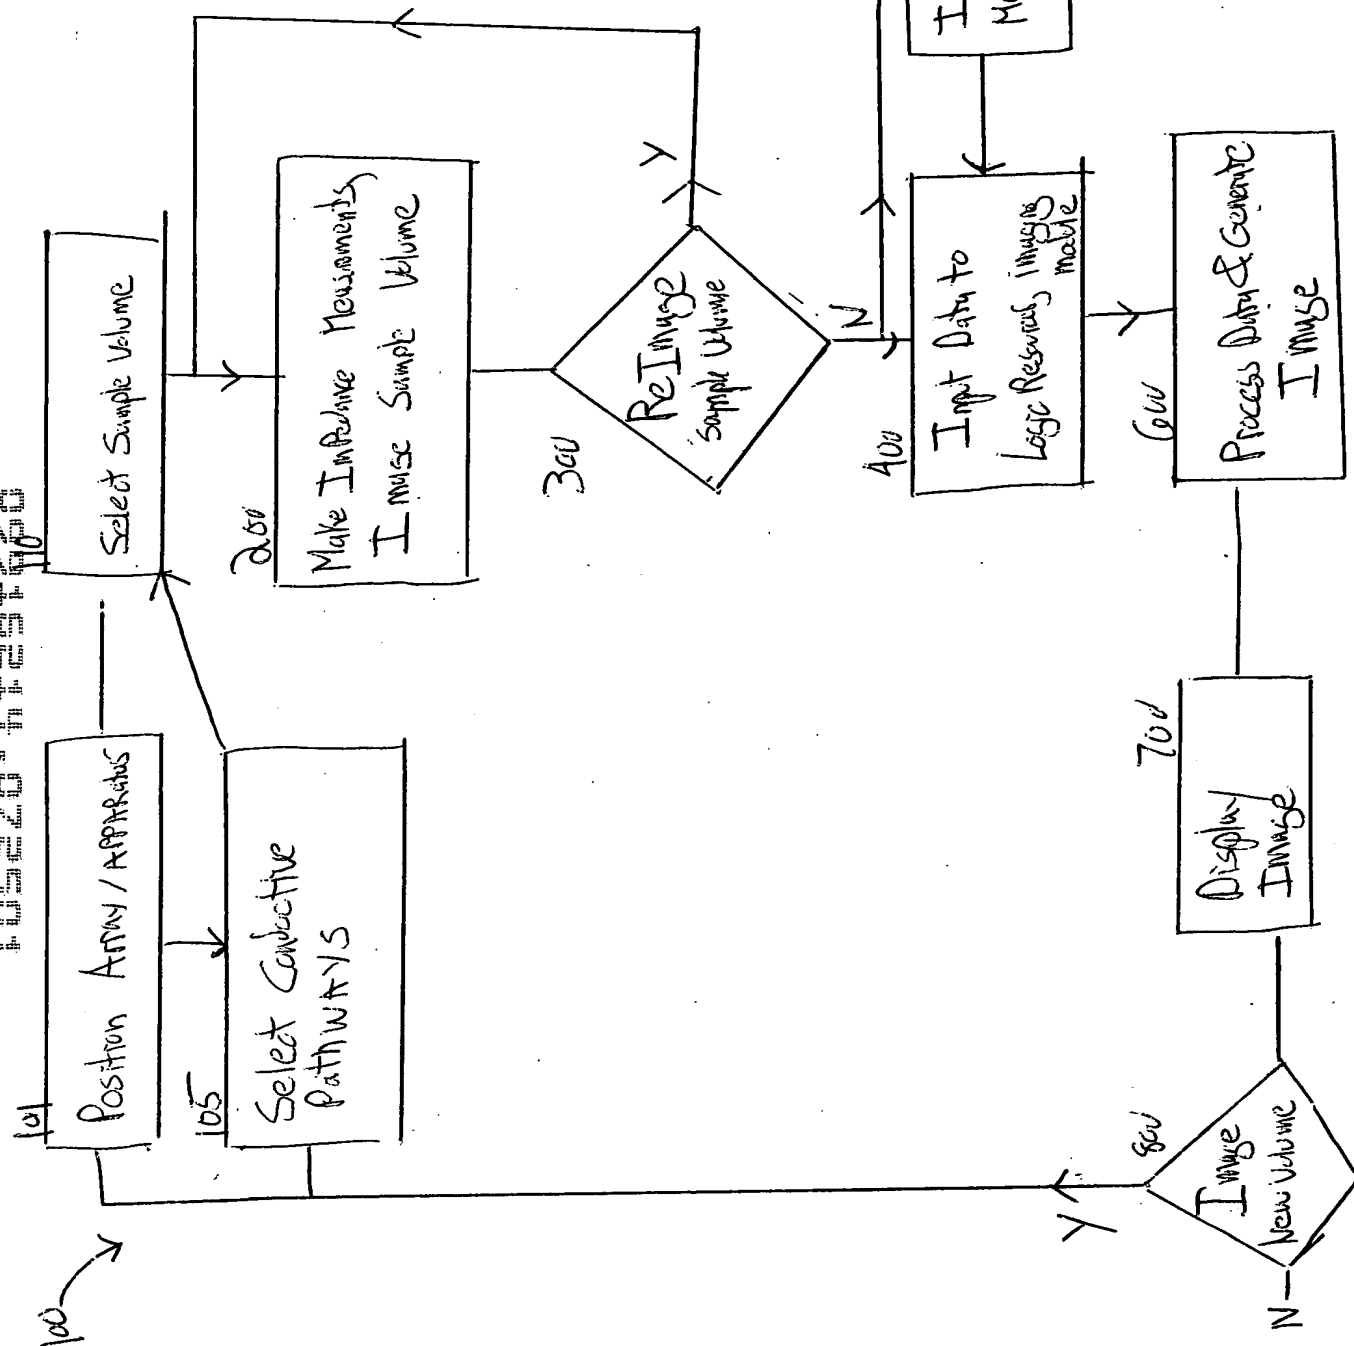 100
101
Position Array/APPARatus
105
Select Conductive
PathWAYS
110
Select Sample Volume
200
Make Impedance Measurments,
Image Sample Volume
300
ReImage
Sample Volume
Y
N
400
Input Data to
Logic Resources, Imaging
I
600
Process Data & Generate
Image
700
Display
Image
800
Image
New Volume
Y
N